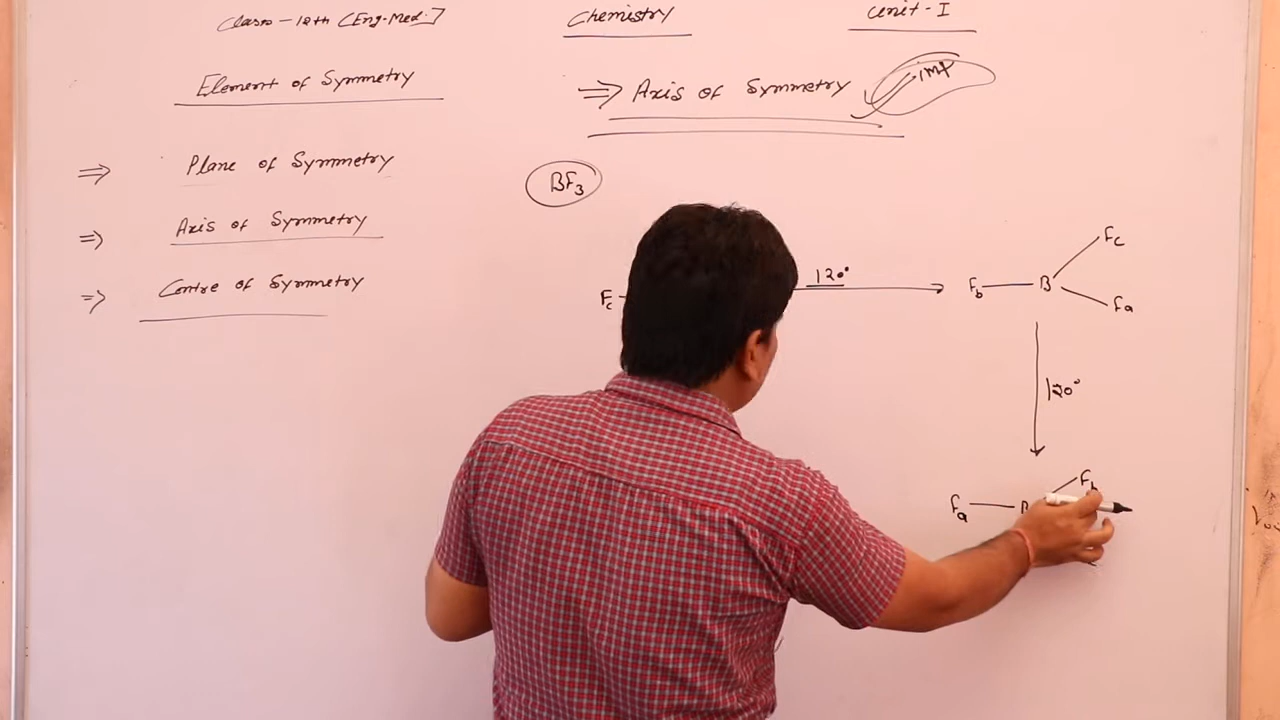 Class-12th [Eng-Med.]
Chemistry
Unit-I
Element of Symmetry
⇒ Axis of Symmetry
imp
⇒ Plane of Symmetry
⇒ Axis of Symmetry
⇒ Centre of Symmetry
BF3
Fc
120°
Fb B Fc Fa
120°
Fa B Fb